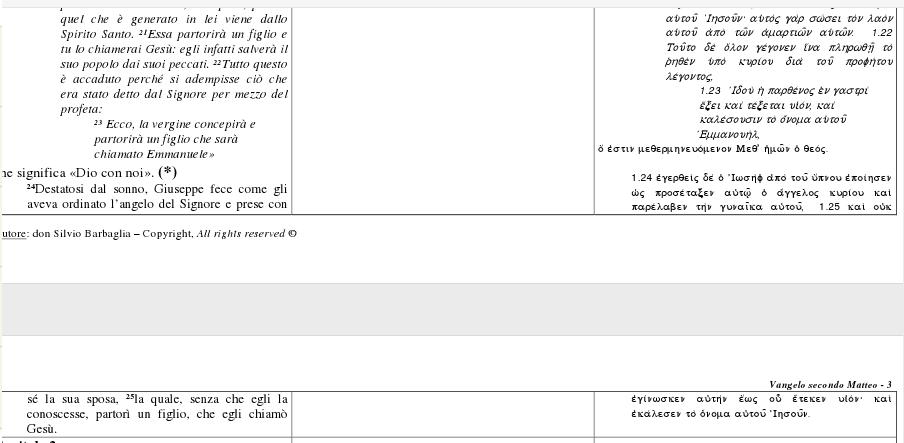 quel che è generato in lei viene dallo
Spirito Santo. ²¹Essa partorirà un figlio e
tu lo chiamerai Gesù: egli infatti salverà il
suo popolo dai suoi peccati. ²²Tutto questo
è accaduto perché si adempisse ciò che
era stato detto dal Signore per mezzo del
profeta:
²³ Ecco, la vergine concepirà e
partorirà un figlio che sarà
chiamato Emmanuele»
ne significa «Dio con noi». (*)
²⁴Destatosi dal sonno, Giuseppe fece come gli
aveva ordinato l'angelo del Signore e prese con
αὐτοῦ Ἰησοῦν· αὐτὸς γὰρ σώσει τὸν λαὸν
αὐτοῦ ἀπὸ τῶν ἁμαρτιῶν αὐτῶν. 1.22
Τοῦτο δὲ ὅλον γέγονεν ἵνα πληρωθῇ τὸ
ῥηθὲν ὑπὸ κυρίου διὰ τοῦ προφήτου
λέγοντος,
1.23 Ἰδοὺ ἡ παρθένος ἐν γαστρὶ
ἕξει καὶ τέξεται υἱόν, καὶ
καλέσουσιν τὸ ὄνομα αὐτοῦ
Ἐμμανουήλ,
ὅ ἐστιν μεθερμηνευόμενον Μεθ' ἡμῶν ὁ θεός.
1.24 ἐγερθεὶς δὲ ὁ Ἰωσὴφ ἀπὸ τοῦ ὕπνου ἐποίησεν
ὡς προσέταξεν αὐτῷ ὁ ἄγγελος κυρίου καὶ
παρέλαβεν τὴν γυναῖκα αὐτοῦ, 1.25 καὶ οὐκ
utore: don Silvio Barbaglia – Copyright, All rights reserved ©
Vangelo secondo Matteo - 3
sé la sua sposa, ²⁵la quale, senza che egli la
conoscesse, partorì un figlio, che egli chiamò
Gesù.
ἐγίνωσκεν αὐτὴν ἕως οὗ ἔτεκεν υἱόν· καὶ
ἐκάλεσεν τὸ ὄνομα αὐτοῦ Ἰησοῦν.